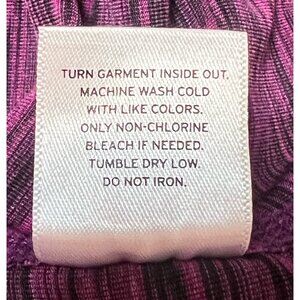 TURN GARMENT INSIDE OUT.
MACHINE WASH COLD
WITH LIKE COLORS.
ONLY NON-CHLORINE
BLEACH IF NEEDED.
TUMBLE DRY LOW.
DO NOT IRON.